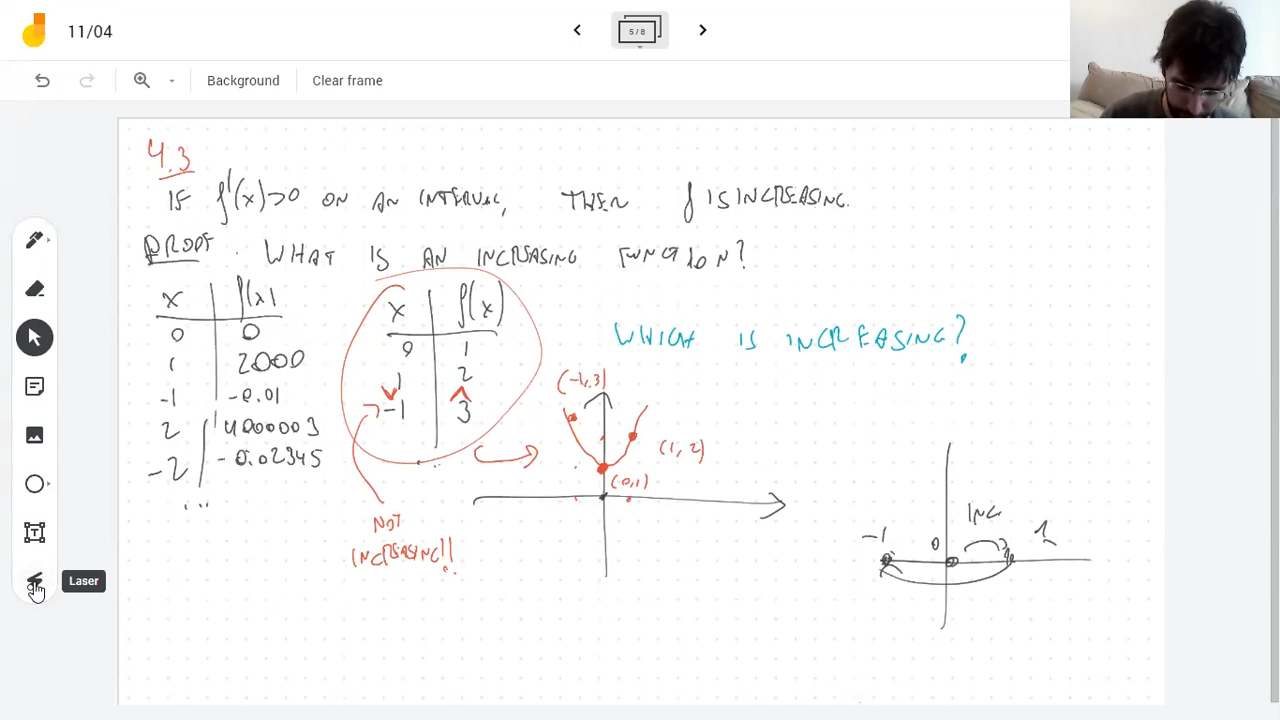 11/04
5 / 8
Background
Clear frame
4.3
IF f'(x)>0 ON AN INTERVAL, THEN f IS INCREASING.
PROOF. WHAT IS AN INCREASING FUNCTION?
x f(x)
0 0
1 2000
-1 -0.01
2 4000003
-2 -0.02345
...
x f(x)
0 1
1 2
-1 3
...
NOT
INCREASING!!
WHICH IS INCREASING?
(-1,3)
(1,2)
(0,1)
INC
-1 0 1
Laser